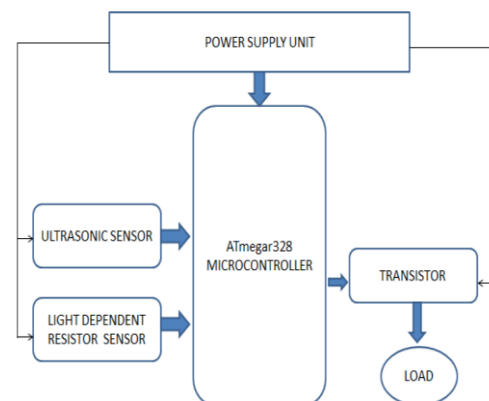 POWER SUPPLY UNIT
ULTRASONIC SENSOR
ATmegar328
MICROCONTROLLER
TRANSISTOR
LIGHT DEPENDENT
RESISTOR SENSOR
LOAD